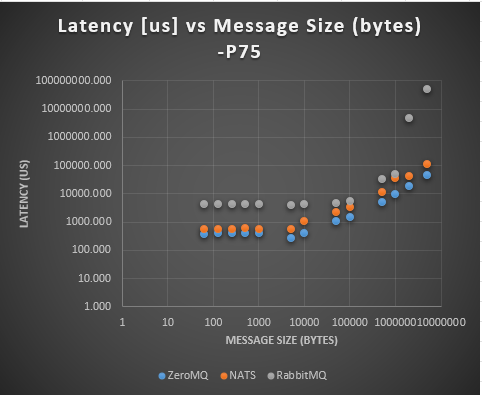 Latency [us] vs Message Size (bytes)
-P75
100000000.000
10000000.000
1000000.000
100000.000
10000.000
1000.000
100.000
10.000
1.000
LATENCY (US)
1 10 100 1000 10000 100000 1000000 10000000
MESSAGE SIZE (BYTES)
ZeroMQ NATS RabbitMQ